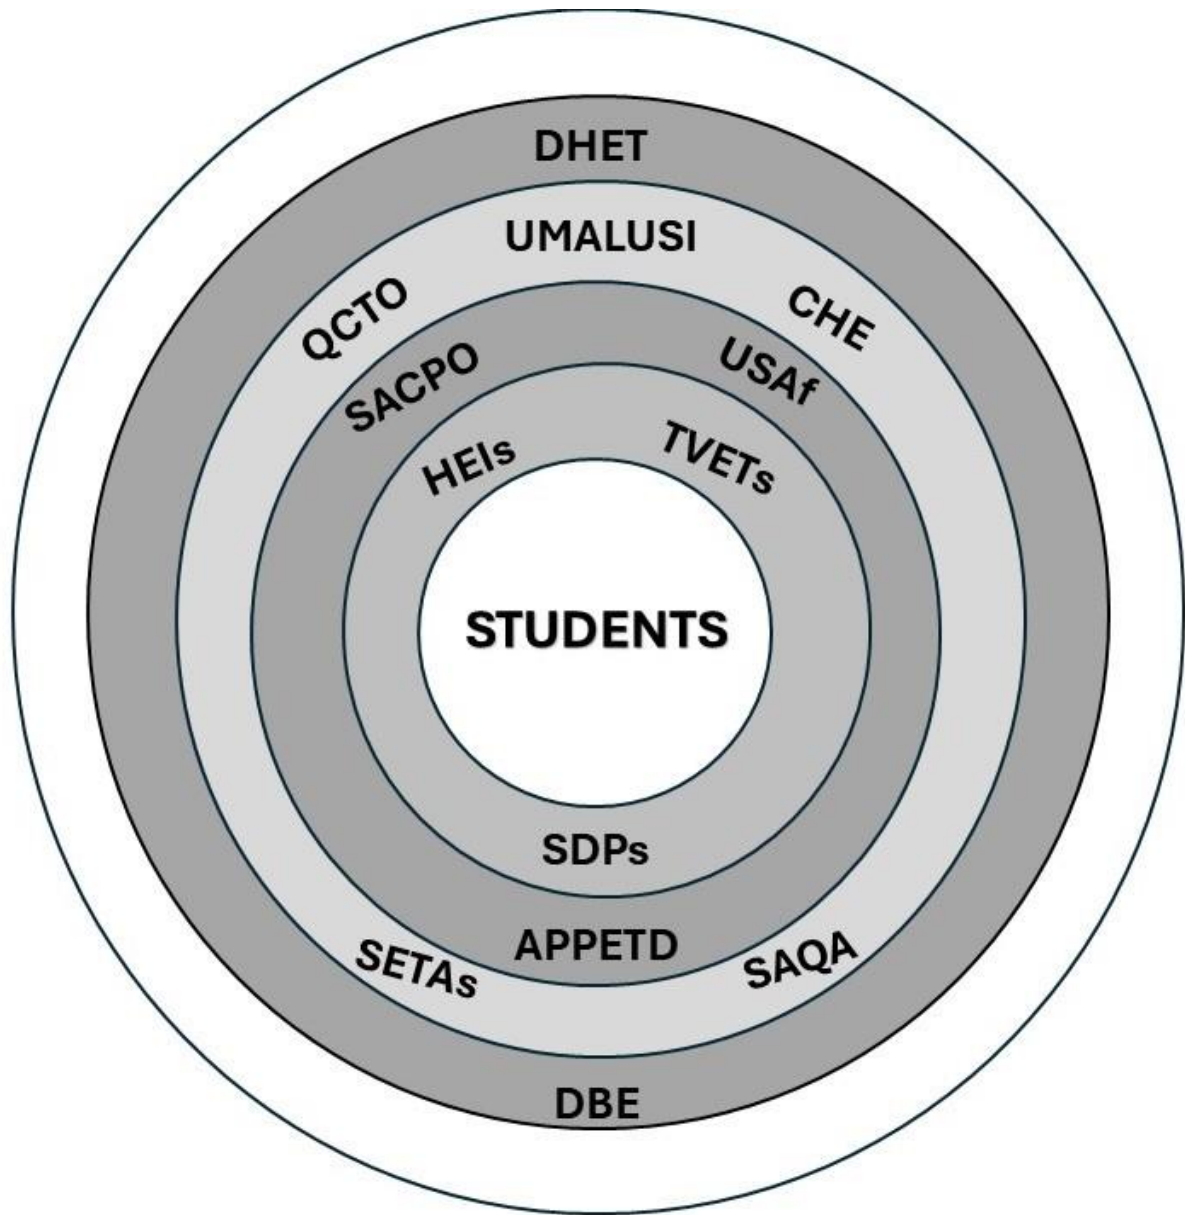 DHET
UMALUSI
QCTO
CHE
SACPO
USAf
HEIs
TVETs
STUDENTS
SDPs
APPETD
SETAs
SAQA
DBE